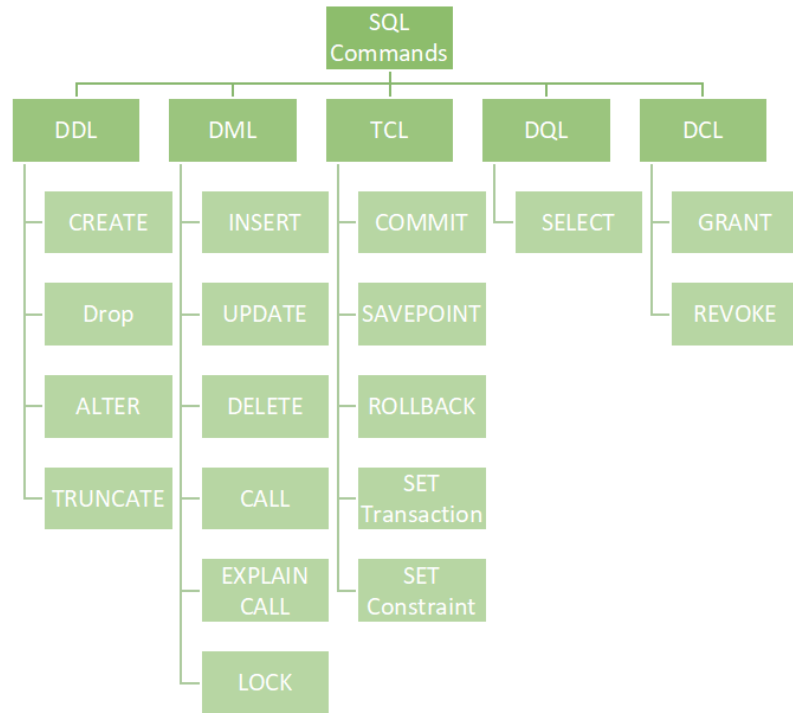 SQL
Commands
DDL
DML
TCL
DQL
DCL
CREATE
INSERT
COMMIT
SELECT
GRANT
Drop
UPDATE
SAVEPOINT
REVOKE
ALTER
DELETE
ROLLBACK
TRUNCATE
CALL
SET
Transaction
EXPLAIN
CALL
SET
Constraint
LOCK